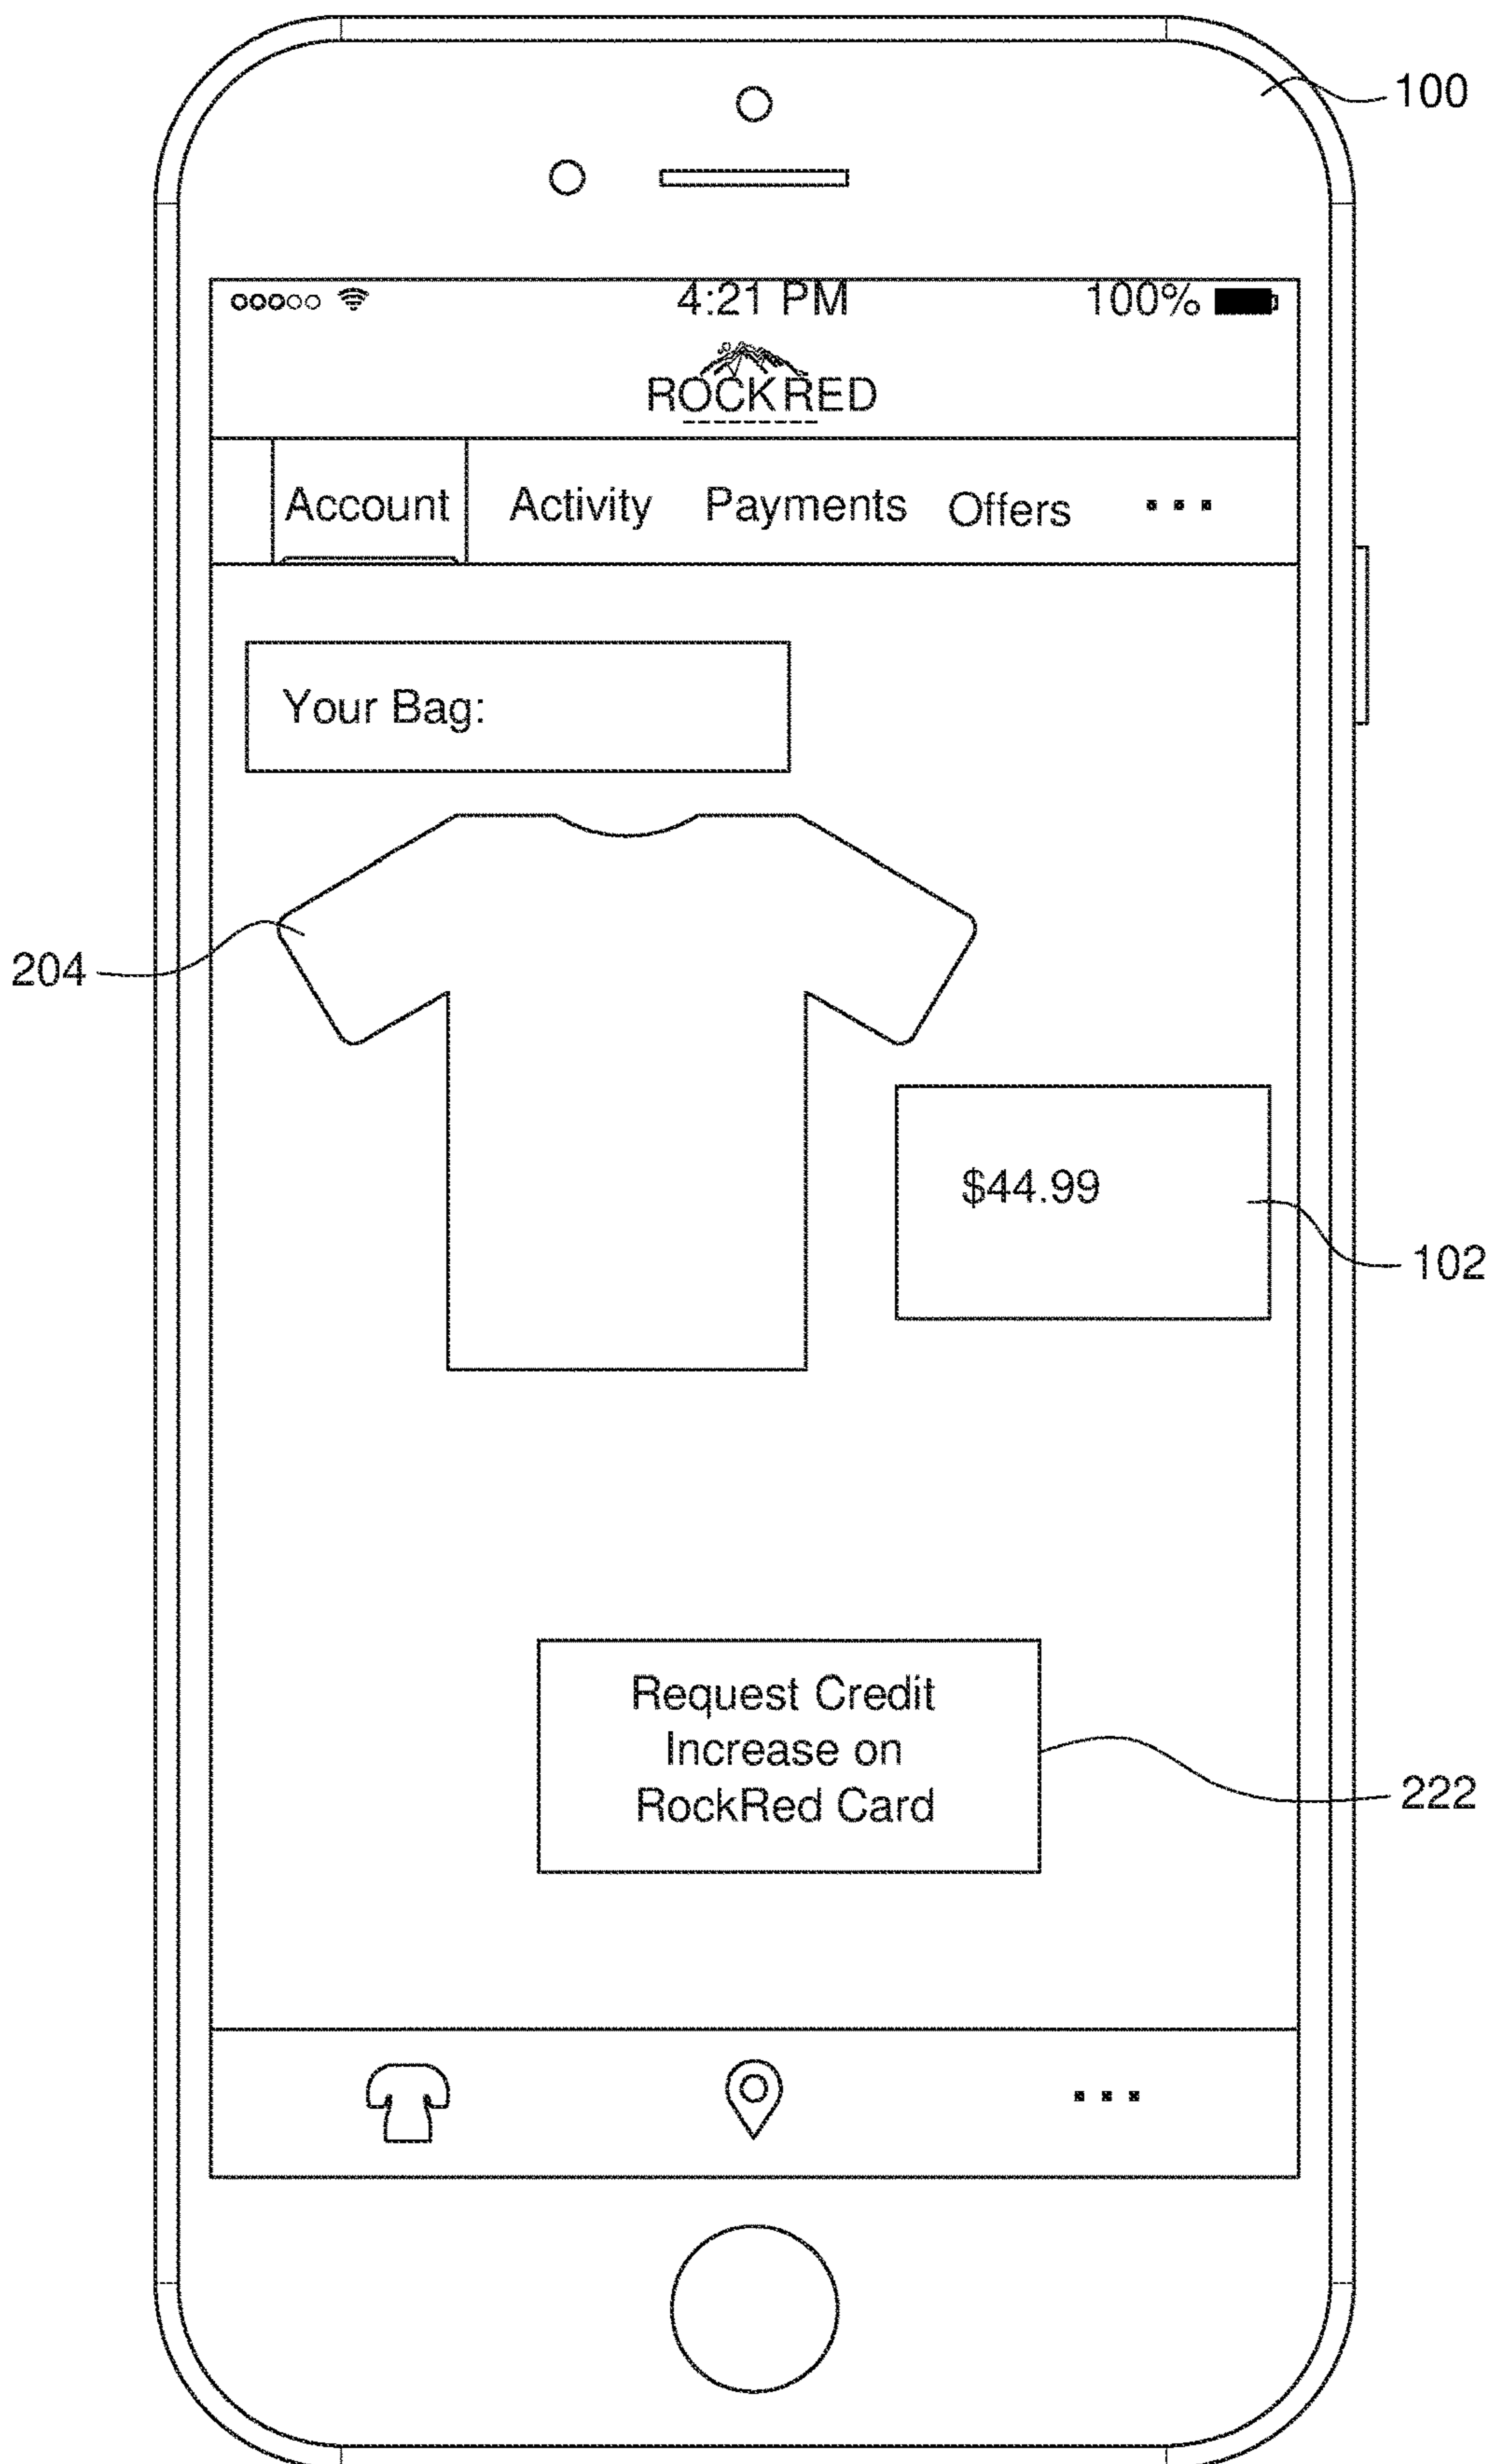 100
4:21 PM 100%
ROCKRED
Account Activity Payments Offers ...
Your Bag:
204
$44.99
102
Request Credit
Increase on
RockRed Card
222
...